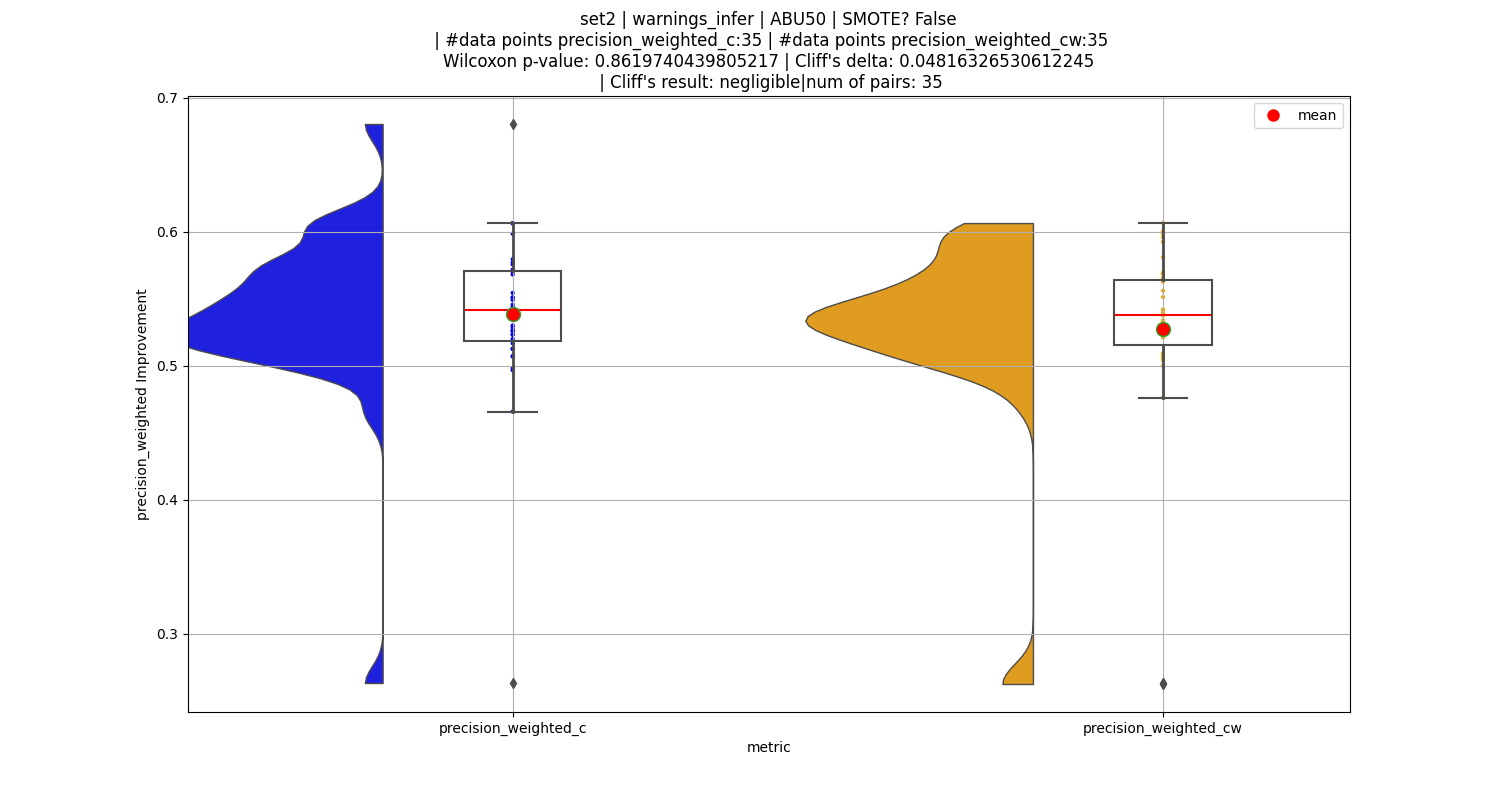 set2 | warnings_infer | ABU50 | SMOTE? False
| #data points precision_weighted_c:35 | #data points precision_weighted_cw:35
Wilcoxon p-value: 0.8619740439805217 | Cliff's delta: 0.04816326530612245
| Cliff's result: negligible|num of pairs: 35
0.7
mean
0.6
0.5
0.4
0.3
precision_weighted Improvement
precision_weighted_c
precision_weighted_cw
metric